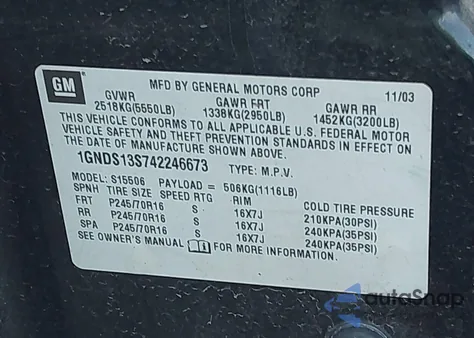 GM
MFD BY GENERAL MOTORS CORP 11/03
GVWR GAWR FRT GAWR RR
2518KG(5550LB) 1338KG(2950LB) 1452KG(3200LB)
THIS VEHICLE CONFORMS TO ALL APPLICABLE U.S. FEDERAL MOTOR
VEHICLE SAFETY AND THEFT PREVENTION STANDARDS IN EFFECT ON
THE DATE OF MANUFACTURE SHOWN ABOVE.
1GNDS13S742246673 TYPE: M.P.V.
MODEL: S15506 PAYLOAD = 506KG(1116LB)
SPNH TIRE SIZE SPEED RTG RIM COLD TIRE PRESSURE
FRT P245/70R16 S 16X7J 210KPA(30PSI)
RR P245/70R16 S 16X7J 240KPA(35PSI)
SPA P245/70R16 S 16X7J 240KPA(35PSI)
SEE OWNER'S MANUAL FOR MORE INFORMATION.
autoSnap